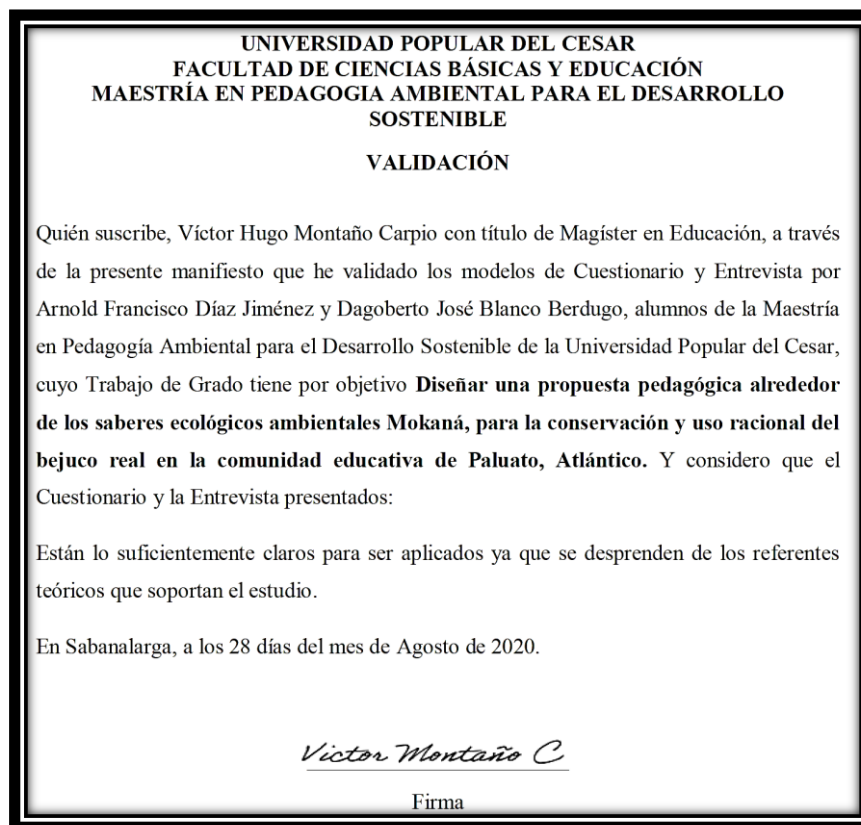 UNIVERSIDAD POPULAR DEL CESAR
FACULTAD DE CIENCIAS BÁSICAS Y EDUCACIÓN
MAESTRÍA EN PEDAGOGIA AMBIENTAL PARA EL DESARROLLO
SOSTENIBLE
VALIDACIÓN
Quién suscribe, Víctor Hugo Montaño Carpio con título de Magíster en Educación, a través
de la presente manifiesto que he validado los modelos de Cuestionario y Entrevista por
Arnold Francisco Díaz Jiménez y Dagoberto José Blanco Berdugo, alumnos de la Maestría
en Pedagogía Ambiental para el Desarrollo Sostenible de la Universidad Popular del Cesar,
cuyo Trabajo de Grado tiene por objetivo Diseñar una propuesta pedagógica alrededor
de los saberes ecológicos ambientales Mokaná, para la conservación y uso racional del
bejuco real en la comunidad educativa de Paluato, Atlántico. Y considero que el
Cuestionario y la Entrevista presentados:
Están lo suficientemente claros para ser aplicados ya que se desprenden de los referentes
teóricos que soportan el estudio.
En Sabanalarga, a los 28 días del mes de Agosto de 2020.
Victor Montaño C
Firma